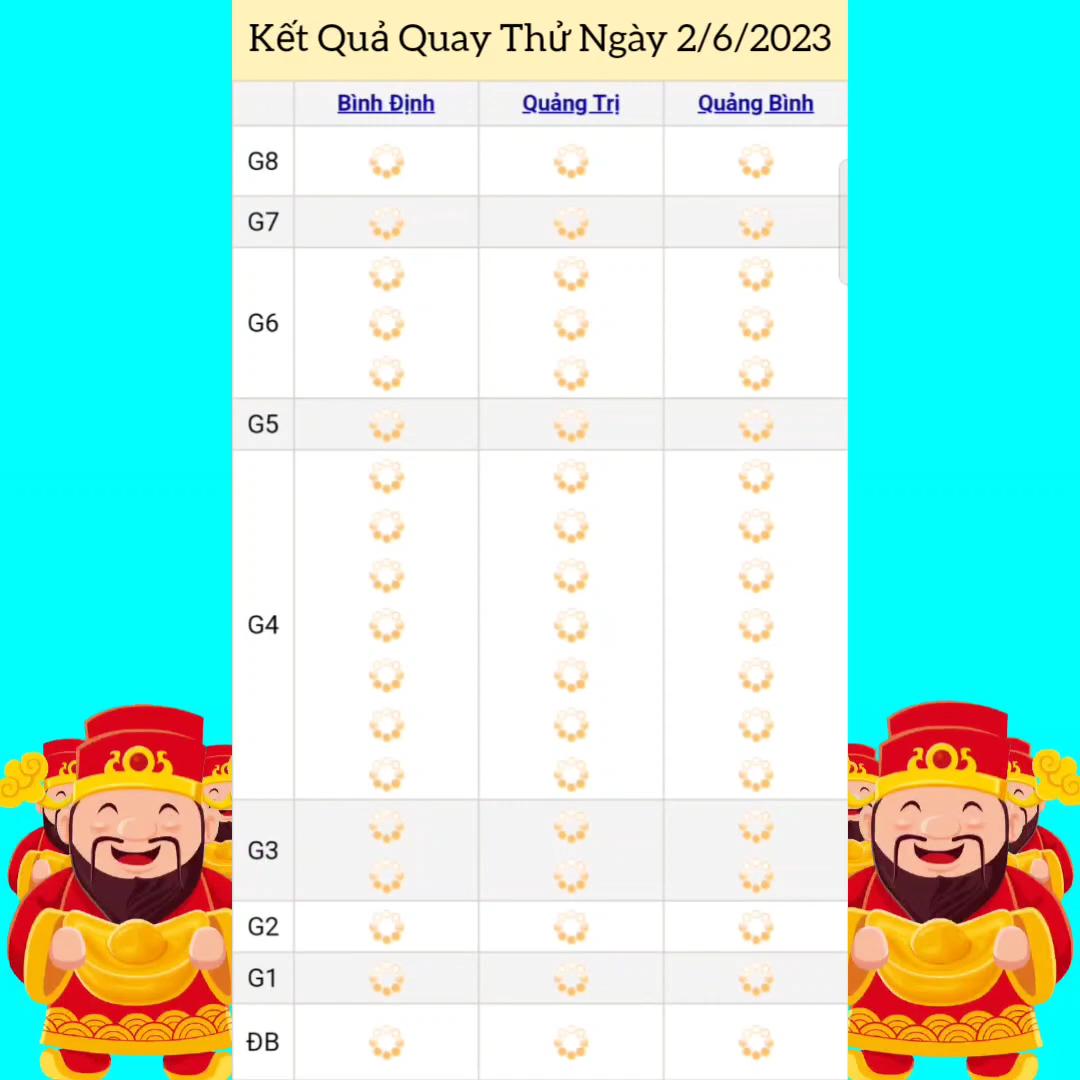 Kết Quả Quay Thử Ngày 2/6/2023
Bình Định Quảng Trị Quảng Bình
G8
G7
G6
G5
G4
G3
G2
G1
ĐB